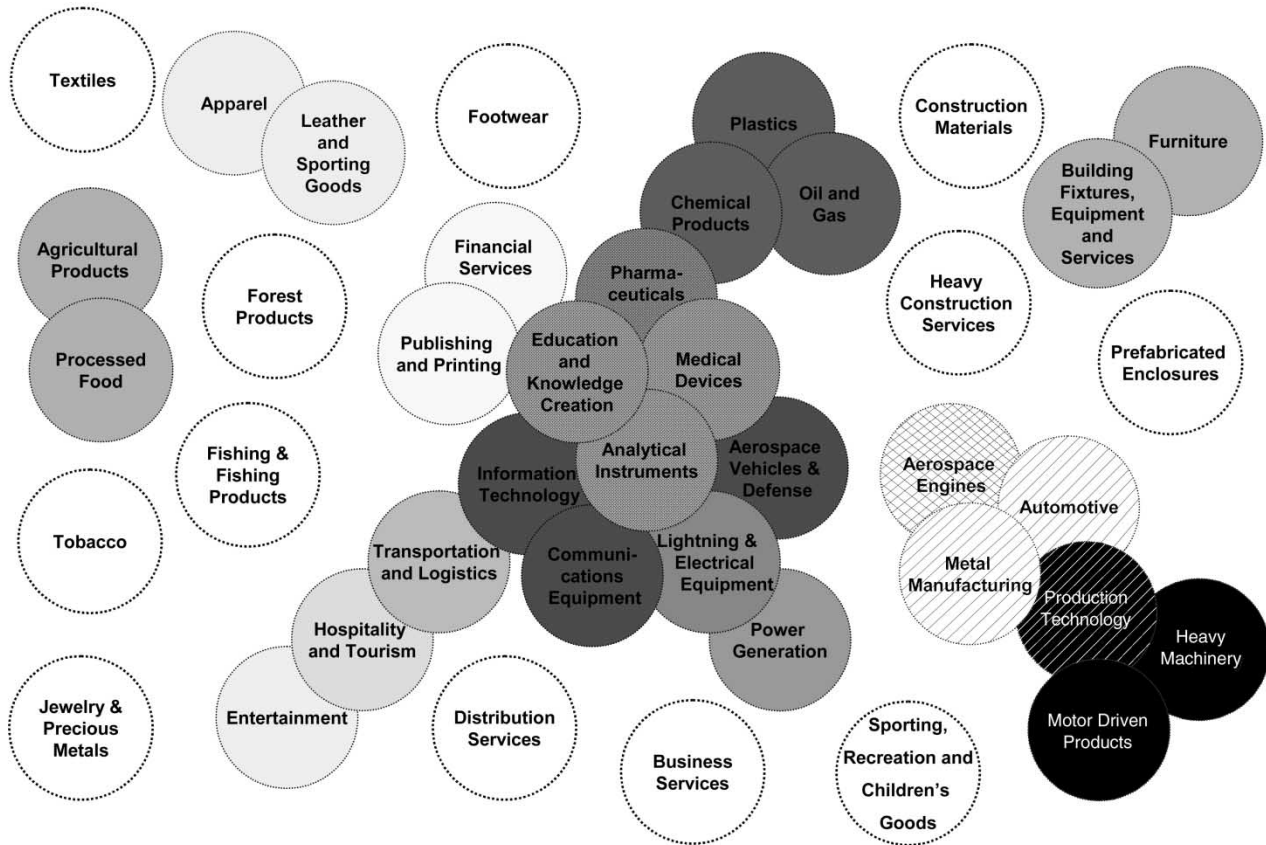 Textiles
Apparel
Leather
and
Sporting
Goods
Footwear
Plastics
Construction
Materials
Furniture
Chemical
Products
Oil and
Gas
Building
Fixtures,
Equipment
and
Services
Agricultural
Products
Forest
Products
Financial
Services
Pharma-
ceuticals
Heavy
Construction
Services
Processed
Food
Publishing
and Printing
Education
and
Knowledge
Creation
Medical
Devices
Prefabricated
Enclosures
Fishing &
Fishing
Products
Information
Technology
Analytical
Instruments
Aerospace
Vehicles &
Defense
Aerospace
Engines
Automotive
Tobacco
Transportation
and Logistics
Communi-
cations
Equipment
Lightning &
Electrical
Equipment
Metal
Manufacturing
Production
Technology
Hospitality
and Tourism
Power
Generation
Heavy
Machinery
Jewelry &
Precious
Metals
Entertainment
Distribution
Services
Business
Services
Sporting,
Recreation and
Children's
Goods
Motor Driven
Products